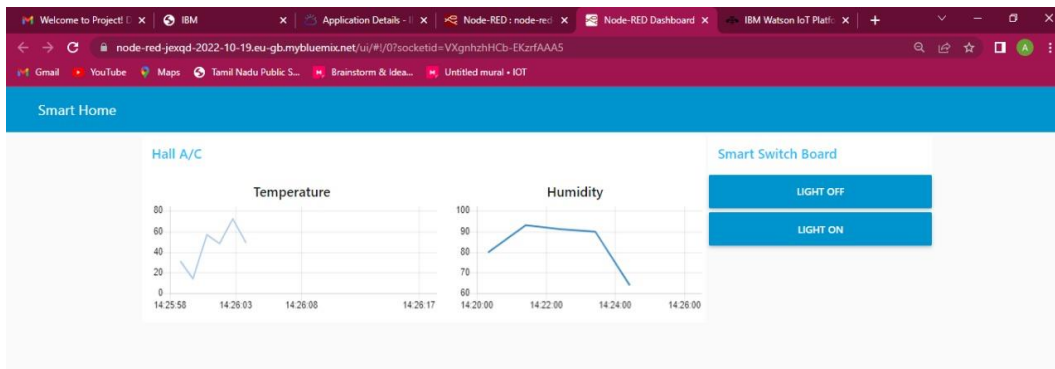 Welcome to Project! D
IBM
Application Details - I
Node-RED : node-red
Node-RED Dashboard
IBM Watson IoT Platfo
node-red-jexqd-2022-10-19.eu-gb.mybluemix.net/ui/#!/0?socketid=VXgnhzhHCb-EKzrfAAA5
A
Gmail
YouTube
Maps
Tamil Nadu Public S...
Brainstorm & Idea...
Untitled mural • IOT
Smart Home
Hall A/C
Temperature
80
60
40
20
0
14:25:58 14:26:03 14:26:08 14:26:17
Humidity
100
90
80
70
60
14:20:00 14:22:00 14:24:00 14:26:00
Smart Switch Board
LIGHT OFF
LIGHT ON